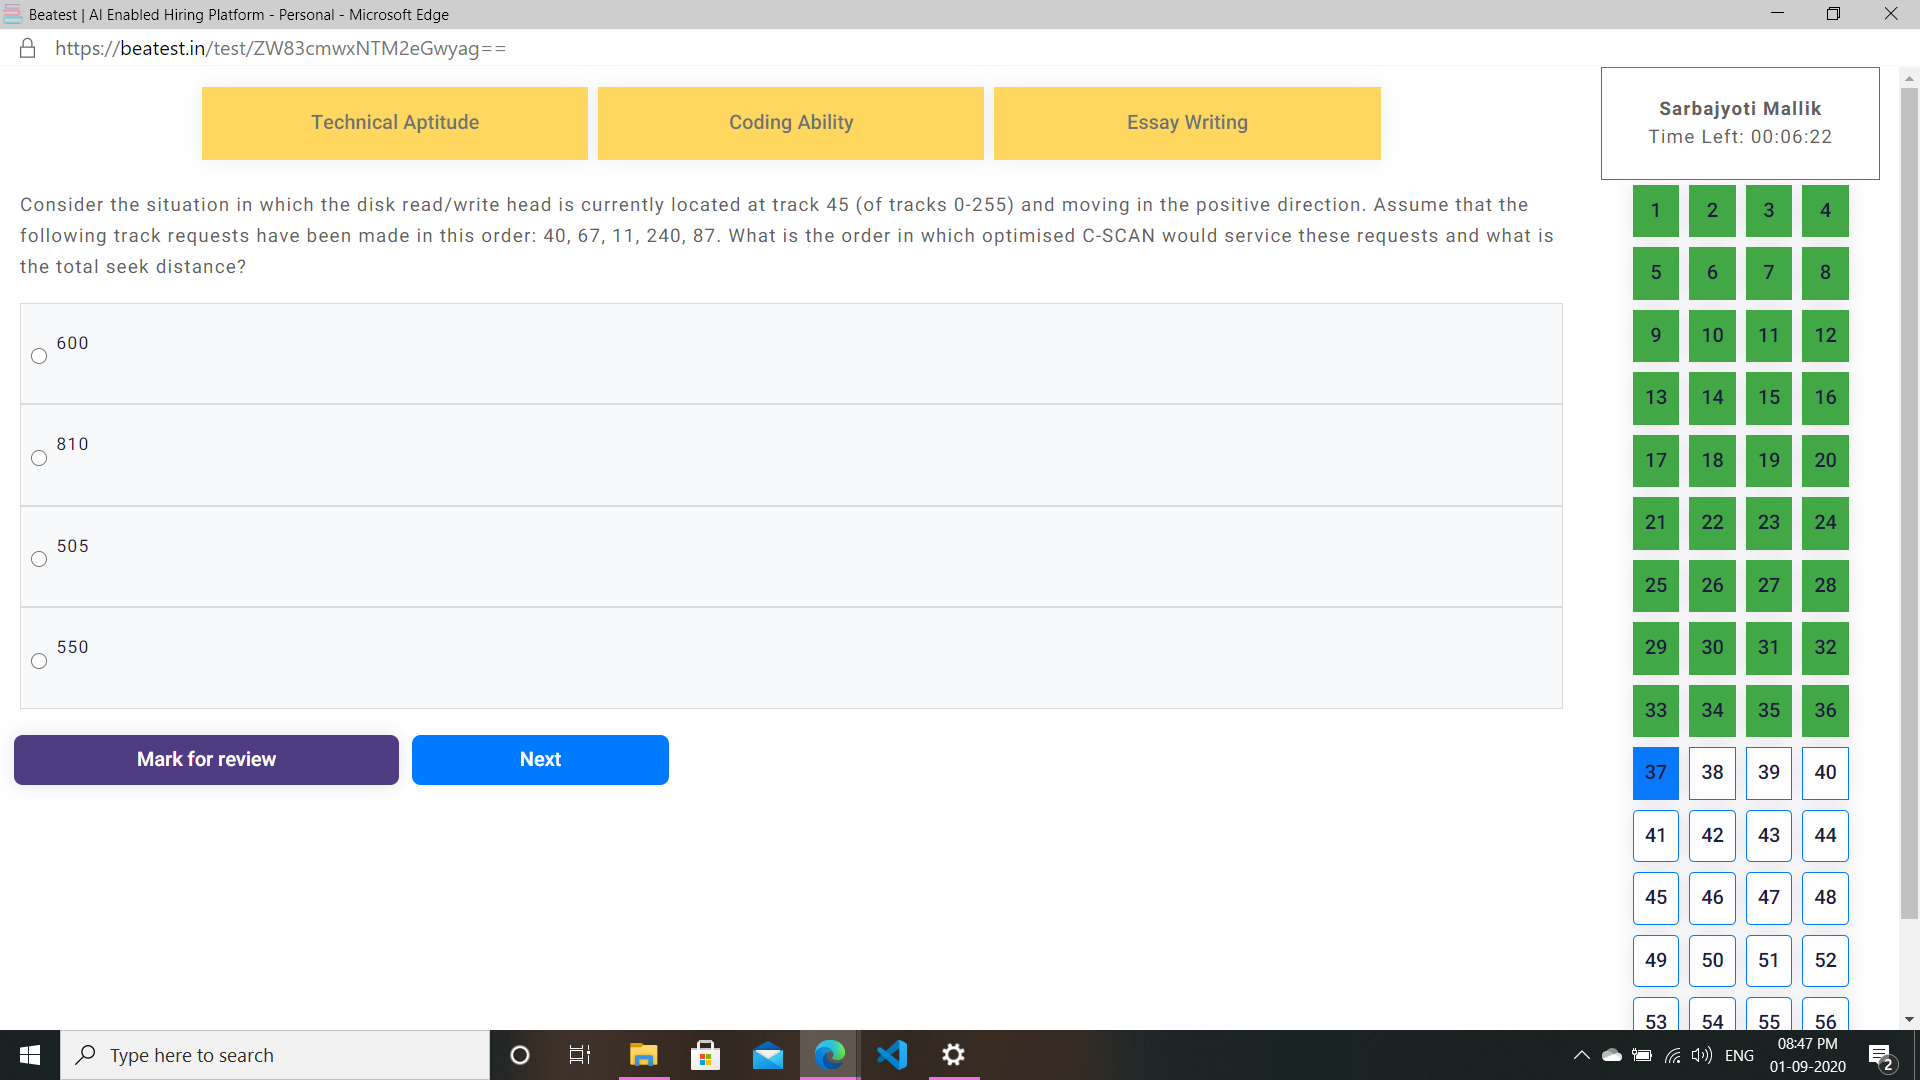 Beatest | AI Enabled Hiring Platform - Personal - Microsoft Edge
https://beatest.in/test/ZW83cmwxNTM2eGwyag==
Technical Aptitude
Coding Ability
Essay Writing
Sarbajyoti Mallik
Time Left: 00:06:22
Consider the situation in which the disk read/write head is currently located at track 45 (of tracks 0-255) and moving in the positive direction. Assume that the
following track requests have been made in this order: 40, 67, 11, 240, 87. What is the order in which optimised C-SCAN would service these requests and what is
the total seek distance?
600
810
505
550
Mark for review
Next
1 2 3 4
5 6 7 8
9 10 11 12
13 14 15 16
17 18 19 20
21 22 23 24
25 26 27 28
29 30 31 32
33 34 35 36
37 38 39 40
41 42 43 44
45 46 47 48
49 50 51 52
53 54 55 56
Type here to search
ENG
08:47 PM
01-09-2020
2